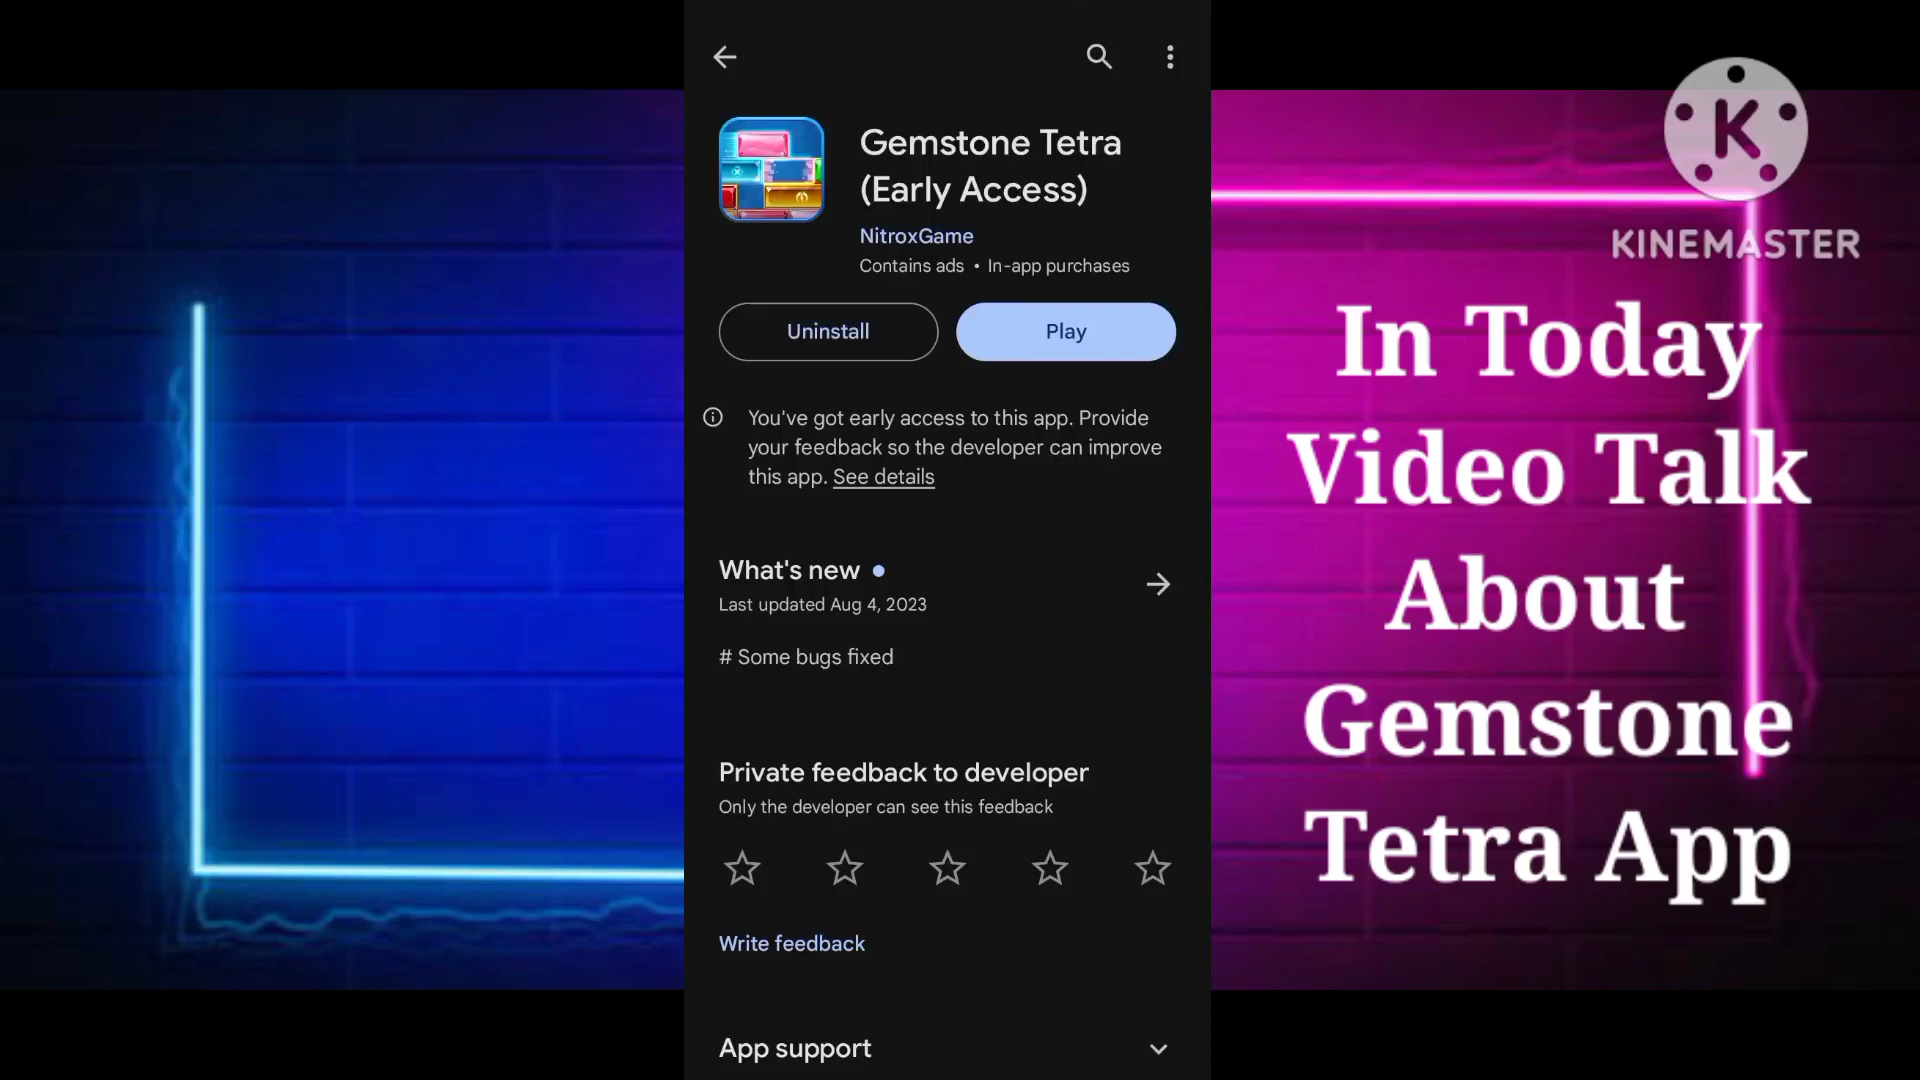 Gemstone Tetra
(Early Access)
NitroxGame
Contains ads • In-app purchases
Uninstall
Play
You've got early access to this app. Provide
your feedback so the developer can improve
this app. See details
What's new
Last updated Aug 4, 2023
# Some bugs fixed
Private feedback to developer
Only the developer can see this feedback
Write feedback
App support
K
KINEMASTER
In Today
Video Talk
About
Gemstone
Tetra App